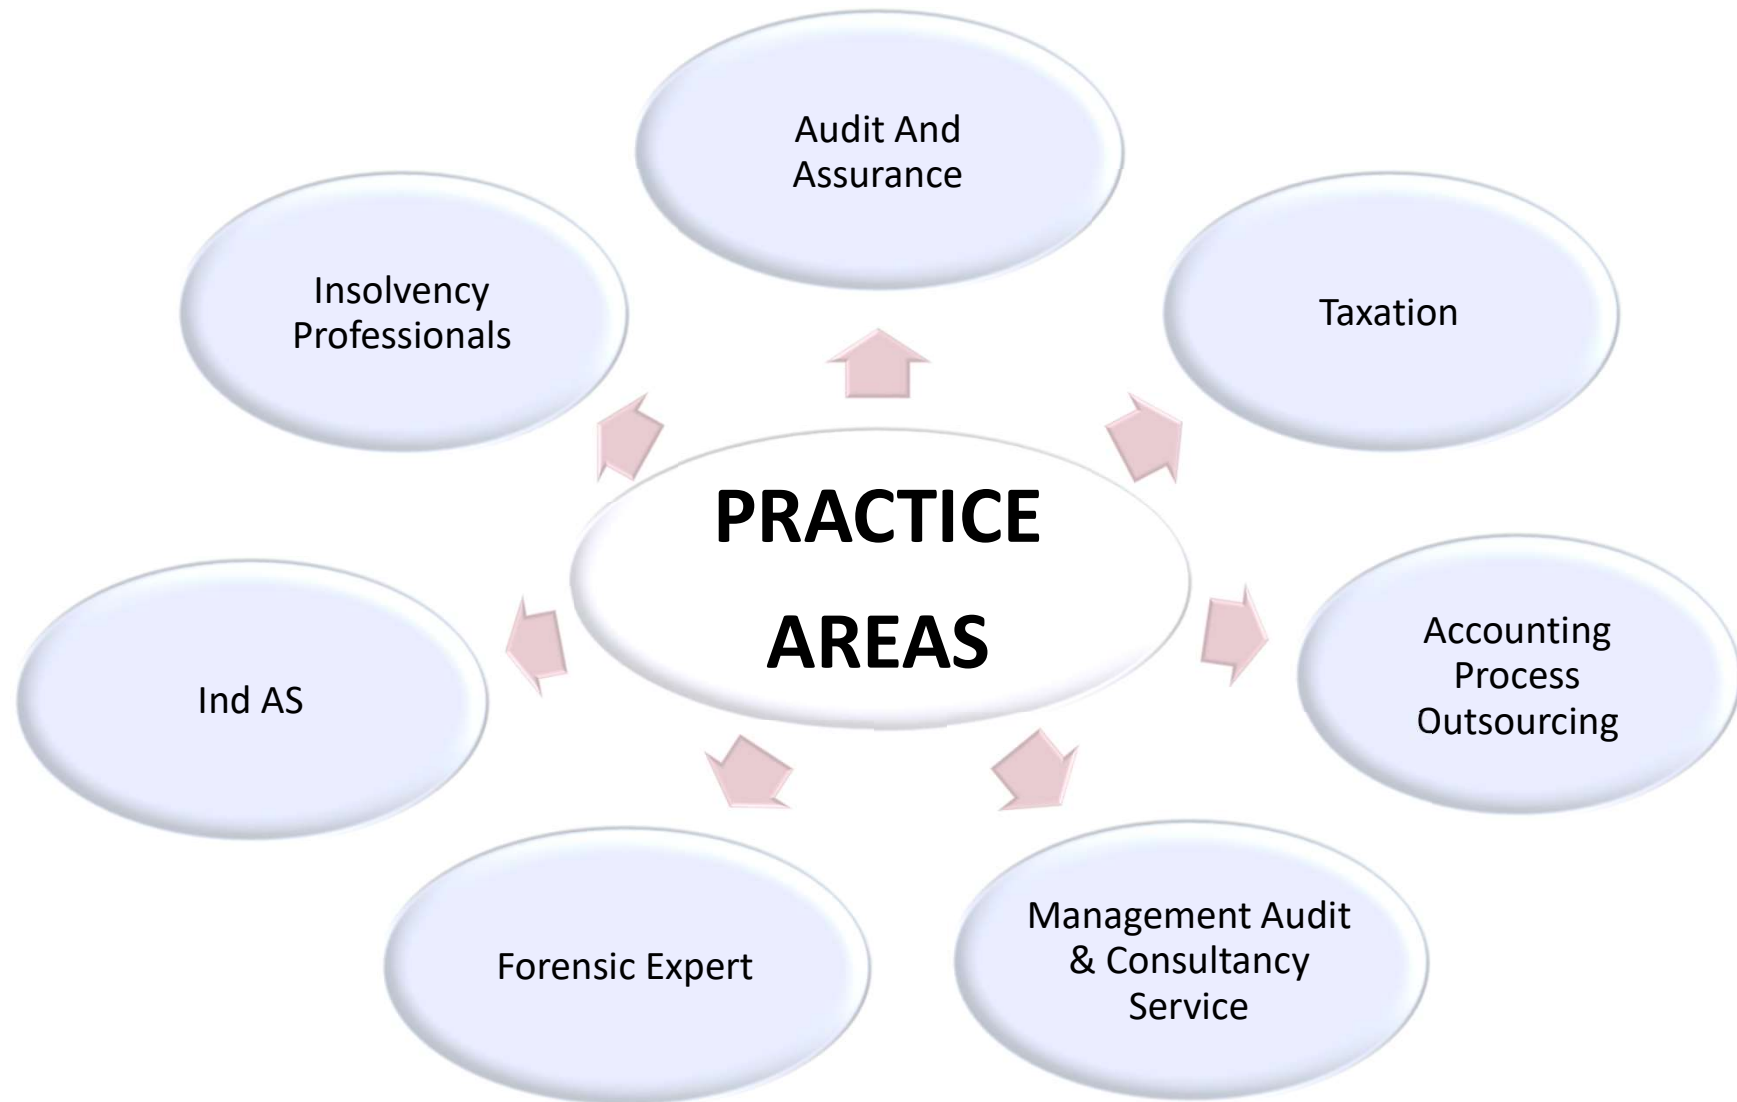 Audit And
Assurance
Insolvency
Professionals
Taxation
PRACTICE
AREAS
Accounting
Process
Outsourcing
Ind AS
Management Audit
& Consultancy
Service
Forensic Expert